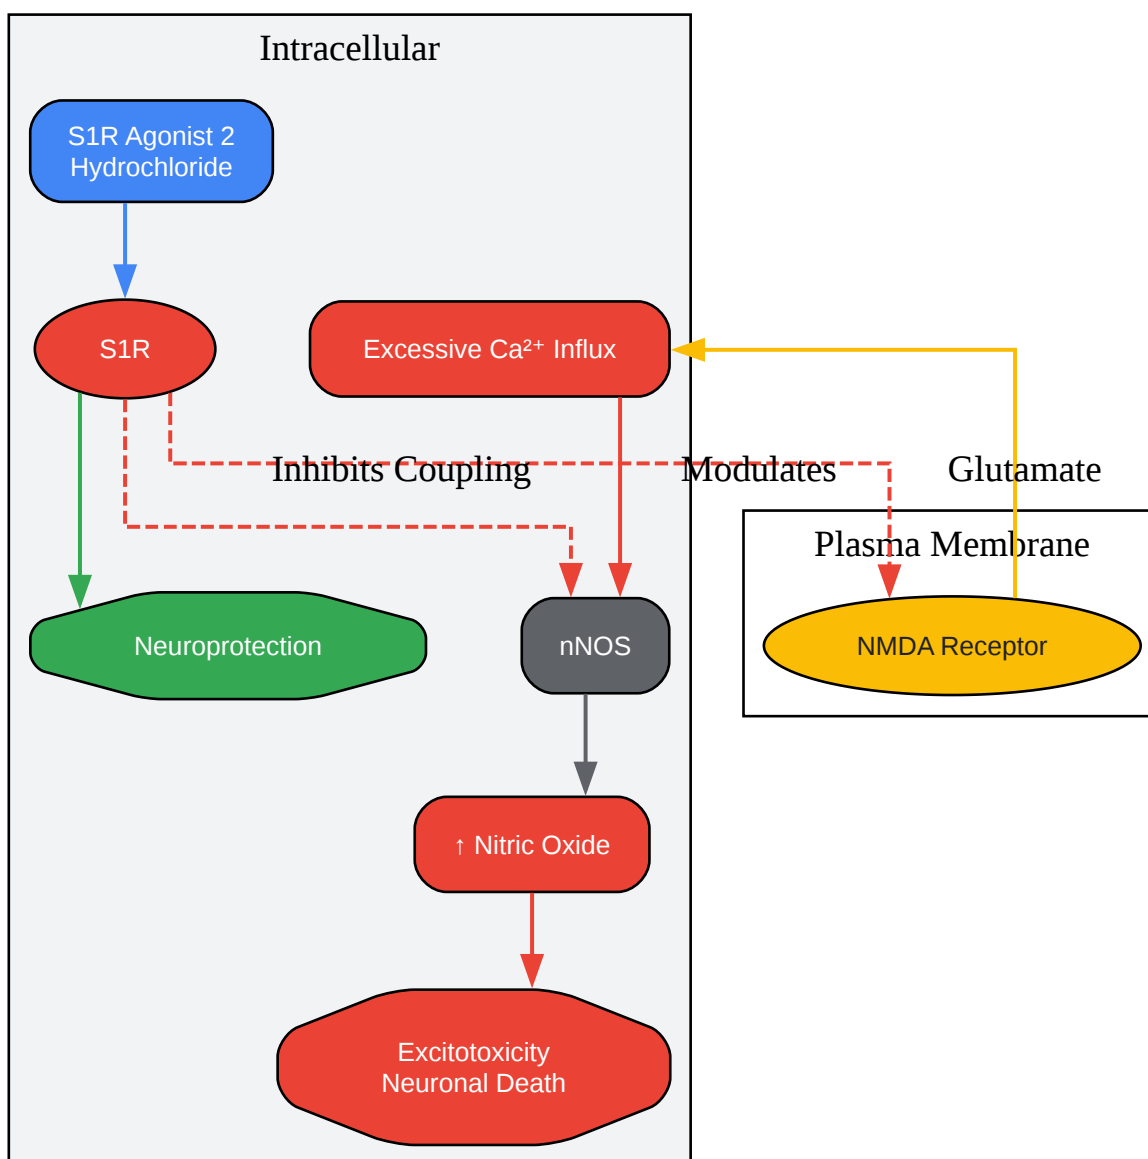 Intracellular
S1R Agonist 2
Hydrochloride
S1R
Excessive Ca²⁺ Influx
Inhibits Coupling
Modulates
Glutamate
Plasma Membrane
Neuroprotection
nNOS
NMDA Receptor
↑ Nitric Oxide
Excitotoxicity
Neuronal Death